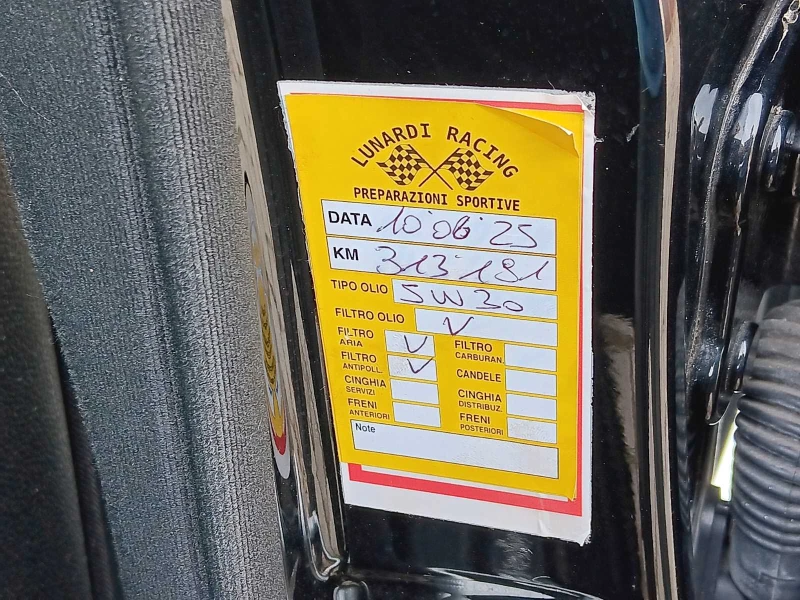 LUNARDI RACING
PREPARAZIONI SPORTIVE
DATA 10'06'25
KM 313'181
TIPO OLIO 5W30
FILTRO OLIO V
FILTRO ARIA V FILTRO CARBURAN.
FILTRO ANTIPOLL. V CANDELE
CINGHIA SERVIZI CINGHIA DISTRIBUZ.
FRENI ANTERIORI FRENI POSTERIORI
Note